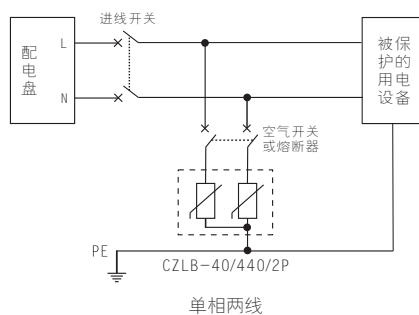 进线开关
配
电
盘
L
N
被保
护的
用电
设备
空气开关
或熔断器
PE
CZLB-40/440/2P
单相两线